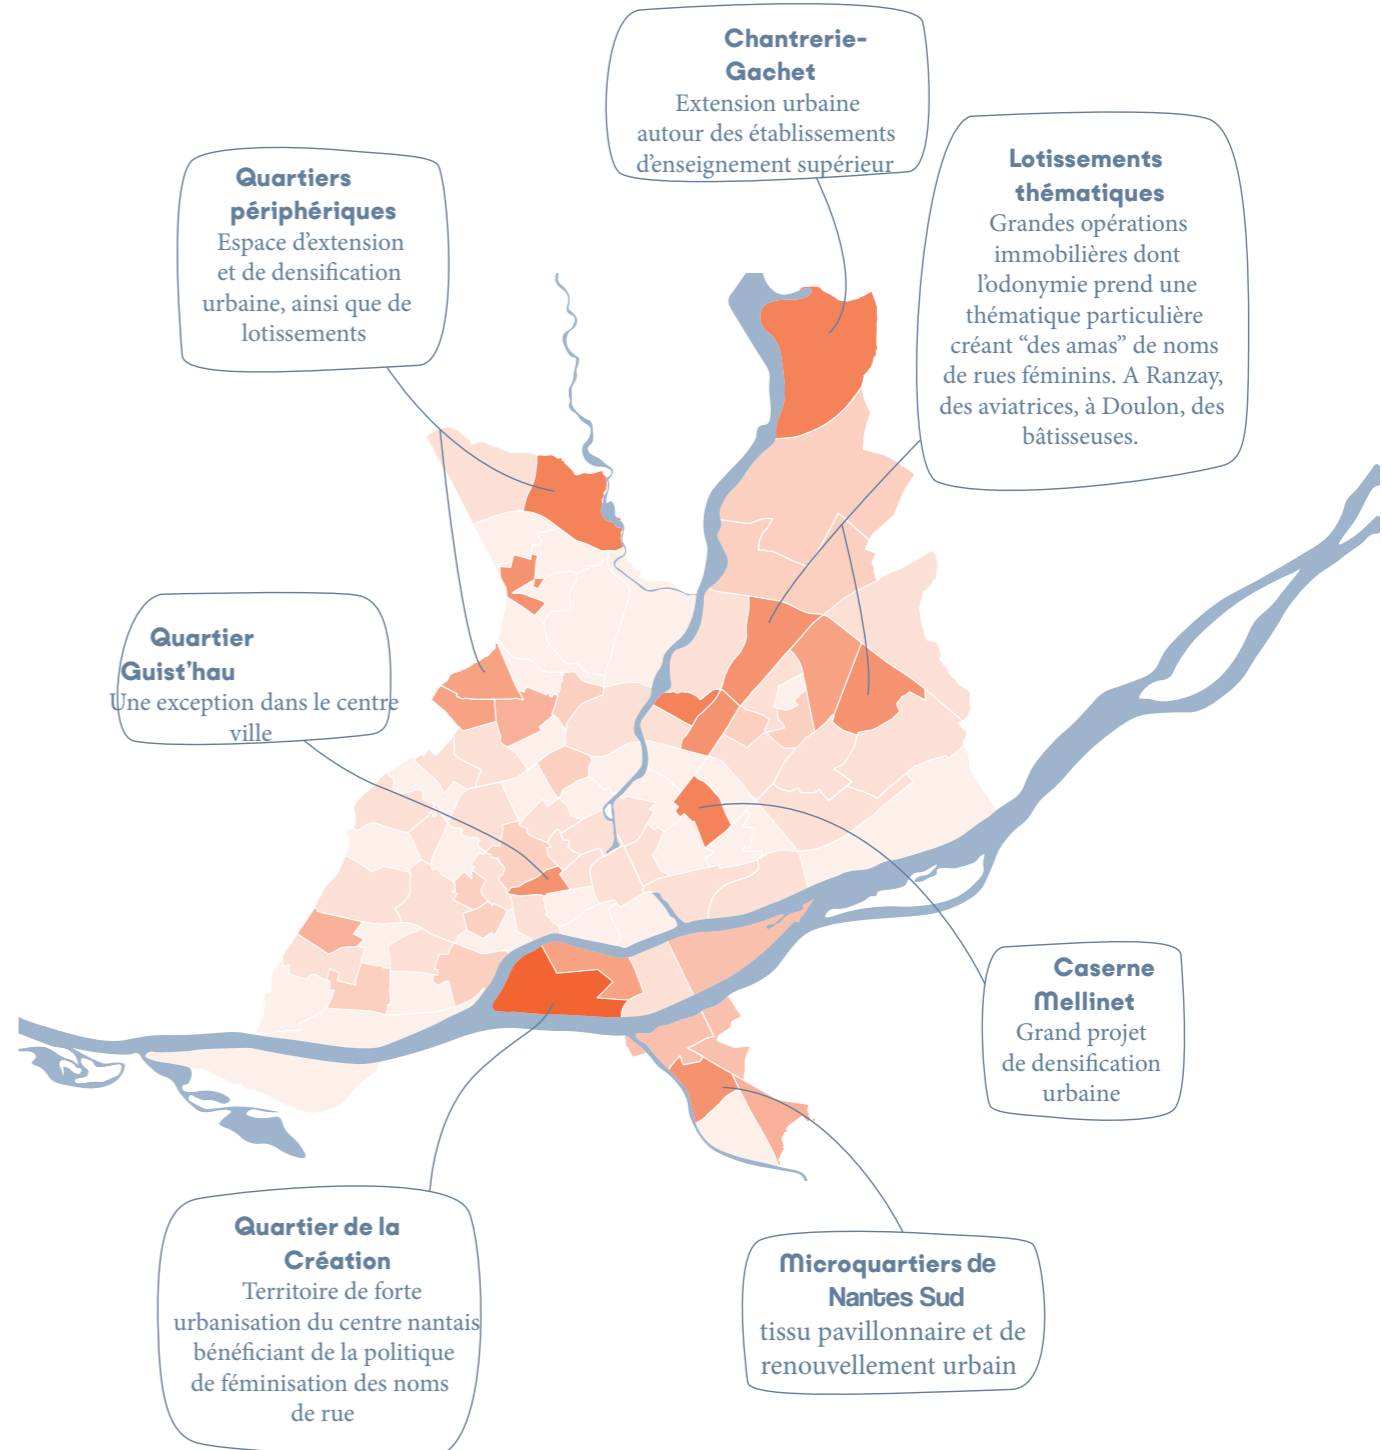 Chantrerie-
Gachet
Extension urbaine
autour des établissements
d’enseignement supérieur
Quartiers
périphériques
Espace d’extension
et de densification
urbaine, ainsi que de
lotissements
Lotissements
thématiques
Grandes opérations
immobilières dont
l’odonymie prend une
thématique particulière
créant “des amas” de noms
de rues féminins. A Ranzay,
des aviatrices, à Doulon, des
bâtisseuses.
Quartier
Guist’hau
Une exception dans le centre
ville
Caserne
Mellinet
Grand projet
de densification
urbaine
Quartier de la
Création
Territoire de forte
urbanisation du centre nantais
bénéficiant de la politique
de féminisation des noms
de rue
Microquartiers de
Nantes Sud
tissu pavillonnaire et de
renouvellement urbain